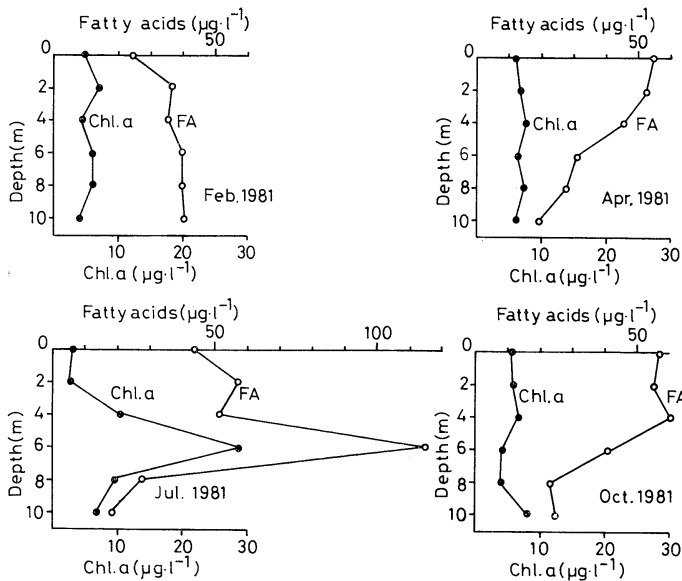 Fatty acids (μg·l⁻¹)
50
0
2
4
6
8
10
Depth(m)
Chl.a
FA
Feb.1981
10 20 30
Chl.a (μg·l⁻¹)
Fatty acids (μg·l⁻¹)
50
0
2
4
6
8
10
Depth(m)
Chl.a
FA
Apr.1981
10 20 30
Chl.a (μg·l⁻¹)
Fatty acids(μg·l⁻¹)
50 100
0
2
4
6
8
10
Depth(m)
Chl.a
FA
Jul. 1981
10 20 30
Chl.a (μg·l⁻¹)
Fatty acids (μg·l⁻¹)
50
0
2
4
6
8
10
Depth(m)
Chl.a
FA
Oct.1981
10 20 30
Chl.a (μg·l⁻¹)